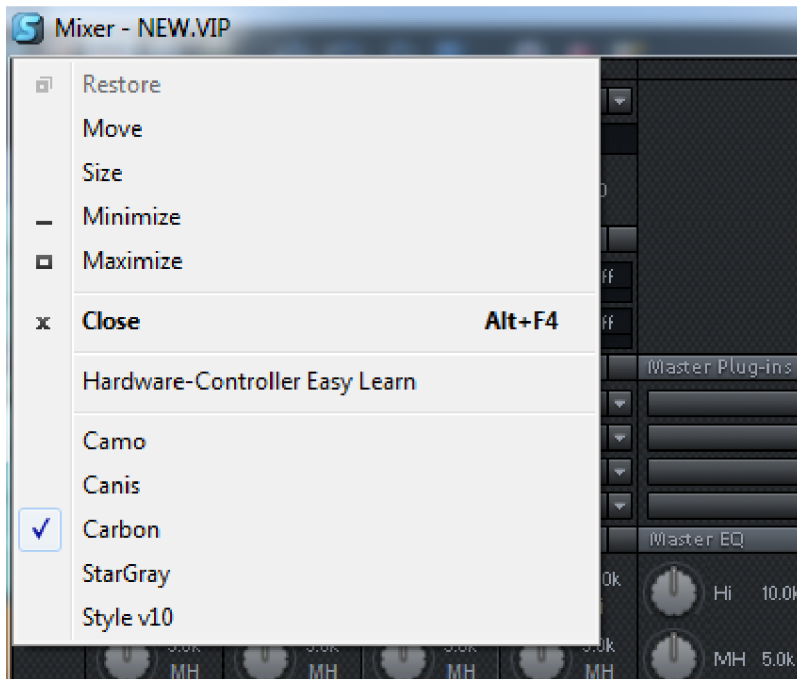 Mixer - NEW.VIP
Restore
Move
Size
Minimize
Maximize
Close Alt+F4
Hardware-Controller Easy Learn
Camo
Canis
Carbon
StarGray
Style v10
Master Plug-ins
Master EQ
Hi 10.0k
MH 5.0k
MH MH MH MH